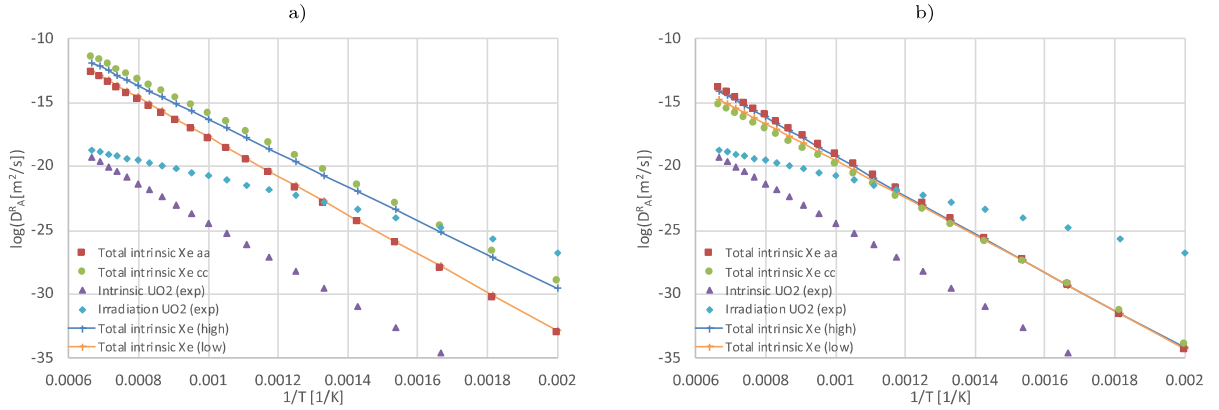 a)
-10
-15
-20
-25
-30
-35
log(D^R_A[m²/s])
Total intrinsic Xe aa
Total intrinsic Xe cc
Intrinsic UO2 (exp)
Irradiation UO2 (exp)
Total intrinsic Xe (high)
Total intrinsic Xe (low)
0.0006 0.0008 0.001 0.0012 0.0014 0.0016 0.0018 0.002
1/T [1/K]
b)
-10
-15
-20
-25
-30
-35
log(D^R_A[m²/s])
Total intrinsic Xe aa
Total intrinsic Xe cc
Intrinsic UO2 (exp)
Irradiation UO2 (exp)
Total intrinsic Xe (high)
Total intrinsic Xe (low)
0.0006 0.0008 0.001 0.0012 0.0014 0.0016 0.0018 0.002
1/T [1/K]